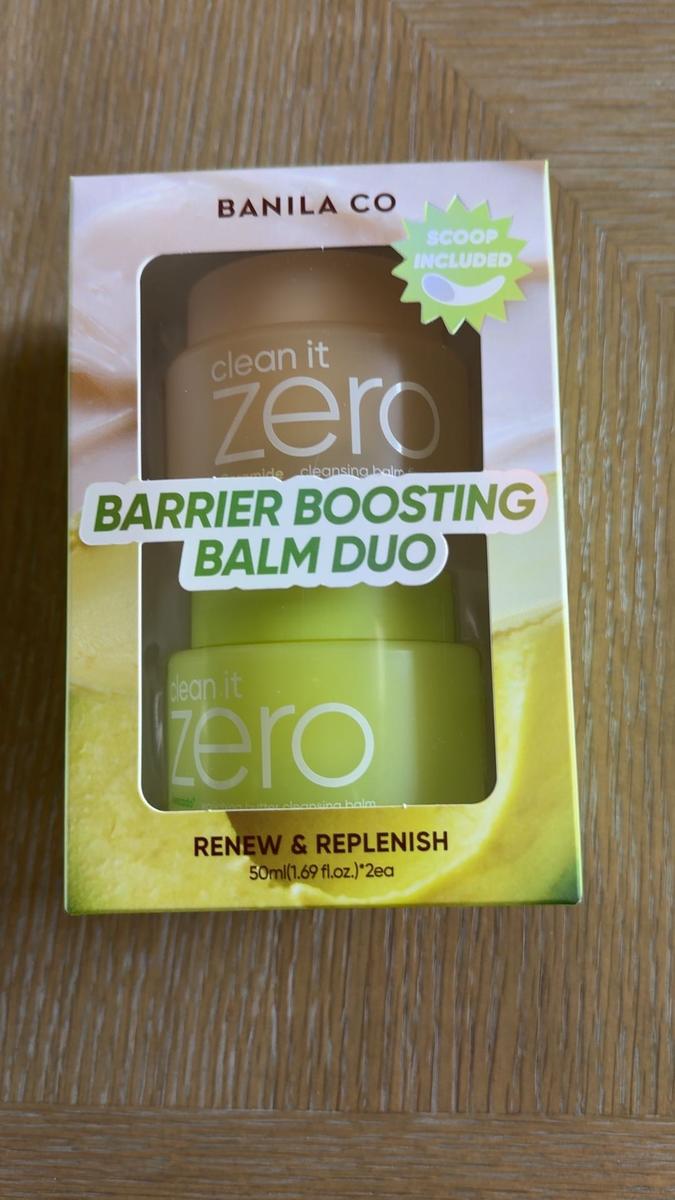 BANILA CO
SCOOP
INCLUDED
clean it
zero
cleansing balm
BARRIER BOOSTING
BALM DUO
clean it
zero
butter cleansing balm
RENEW & REPLENISH
50ml(1.69 fl.oz.)*2ea